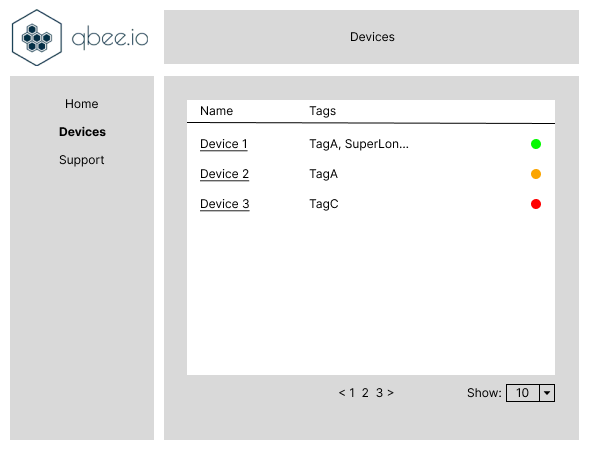 qbee.io
Devices
Home
Devices
Support
Name Tags
Device 1 TagA, SuperLon...
Device 2 TagA
Device 3 TagC
< 1 2 3 > Show: 10